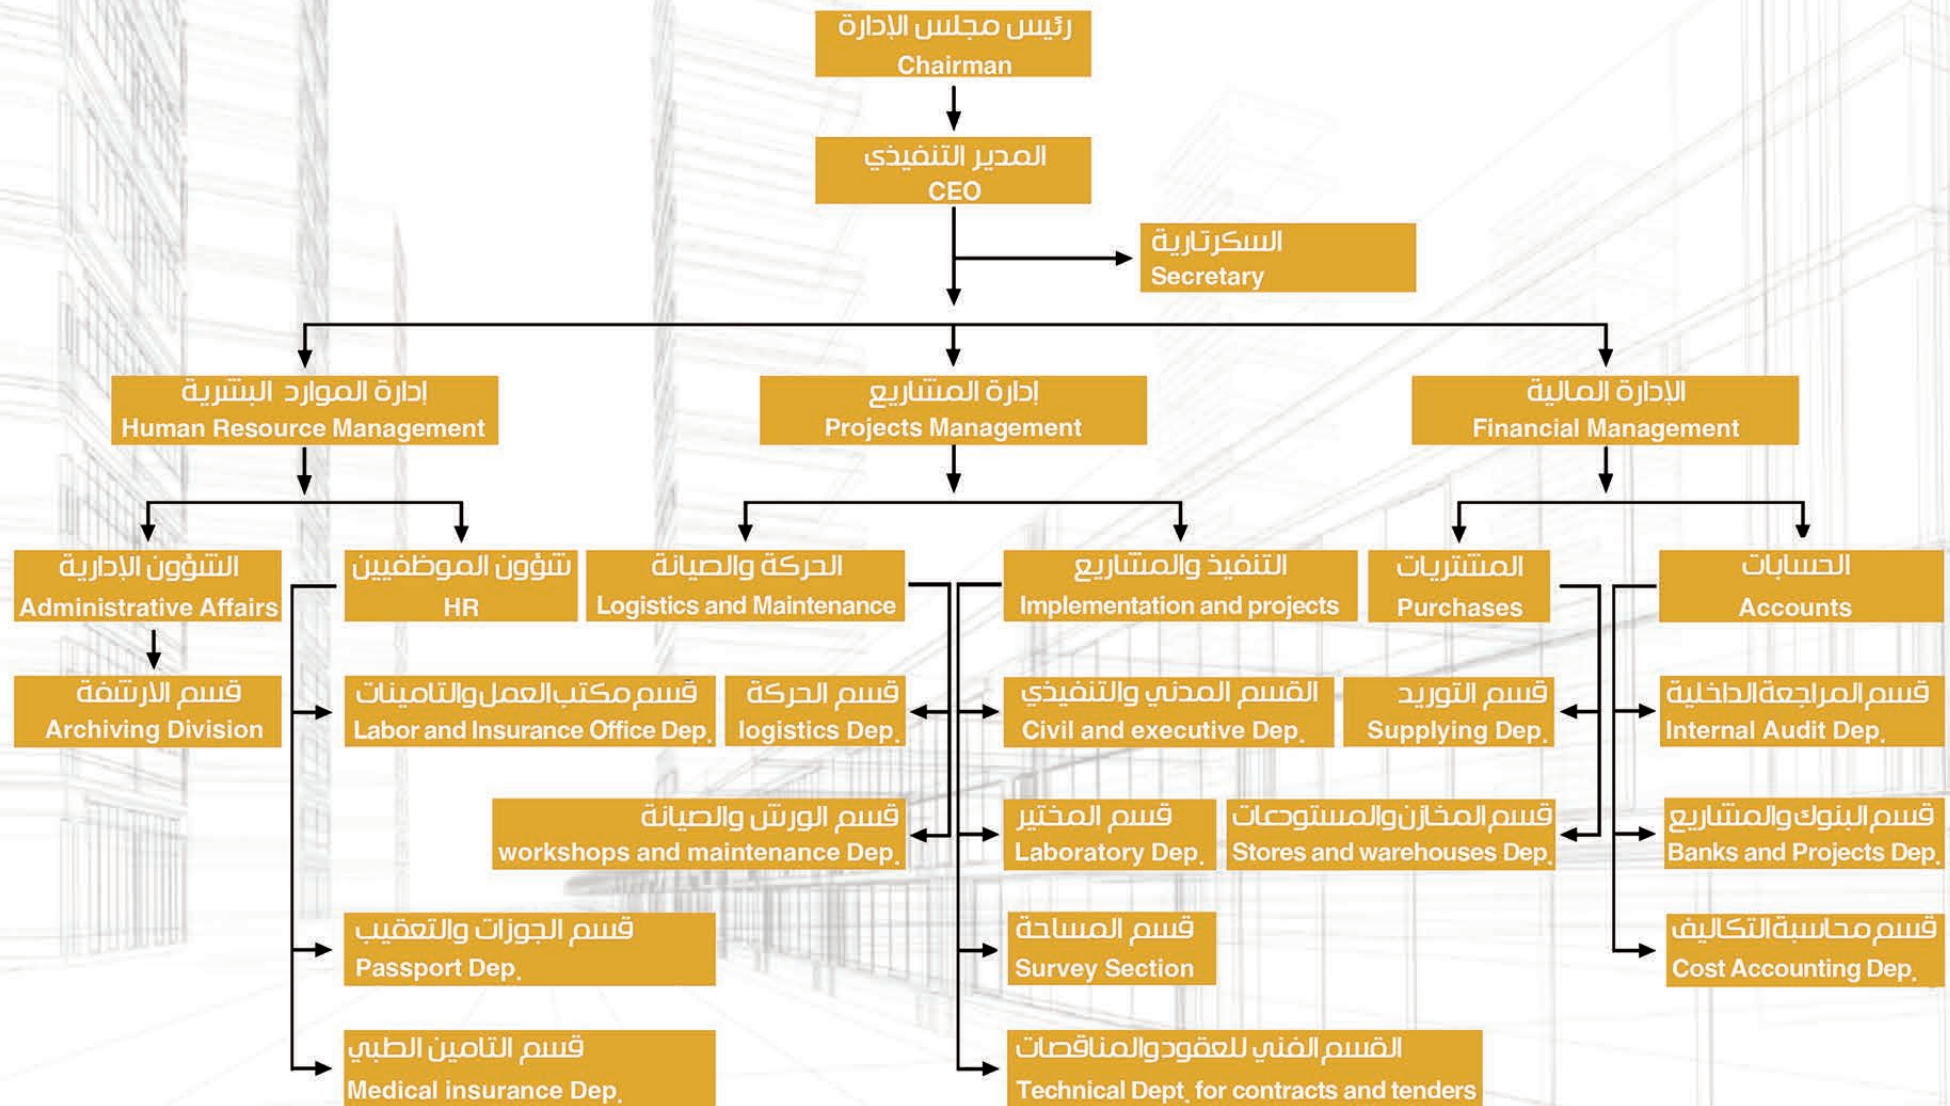 رئيس مجلس الإدارة
Chairman
المدير التنفيذي
CEO
السكرتارية
Secretary
إدارة الموارد البشرية
Human Resource Management
إدارة المشاريع
Projects Management
الإدارة المالية
Financial Management
الشؤون الإدارية
Administrative Affairs
شؤون الموظفيين
HR
الحركة والصيانة
Logistics and Maintenance
التنفيذ والمشاريع
Implementation and projects
المشتريات
Purchases
الحسابات
Accounts
قسم الارشفة
Archiving Division
قسم مكتب العمل والتامينات
Labor and Insurance Office Dep.
قسم الحركة
logistics Dep.
القسم المدني والتنفيذي
Civil and executive Dep.
قسم التوريد
Supplying Dep.
قسم المراجعة الداخلية
Internal Audit Dep.
قسم الورش والصيانة
workshops and maintenance Dep.
قسم المختبر
Laboratory Dep.
قسم المخازن والمستودعات
Stores and warehouses Dep.
قسم البنوك والمشاريع
Banks and Projects Dep.
قسم الجوزات والتعقيب
Passport Dep.
قسم المساحة
Survey Section
قسم محاسبة التكاليف
Cost Accounting Dep.
قسم التامين الطبي
Medical insurance Dep.
القسم الفني للعقود والمناقصات
Technical Dept. for contracts and tenders